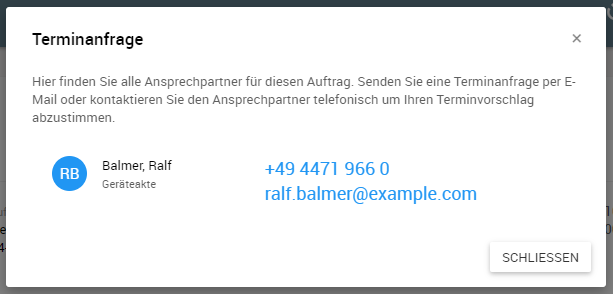 Terminanfrage ×
Hier finden Sie alle Ansprechpartner für diesen Auftrag. Senden Sie eine Terminanfrage per E-
Mail oder kontaktieren Sie den Ansprechpartner telefonisch um Ihren Terminvorschlag
abzustimmen.
RB
Balmer, Ralf
Geräteakte
+49 4471 966 0
ralf.balmer@example.com
SCHLIESSEN